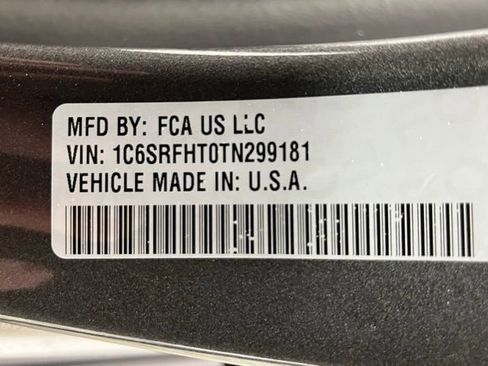 MFD BY: FCA US LLC
VIN: 1C6SRFHT0TN299181
VEHICLE MADE IN: U.S.A.